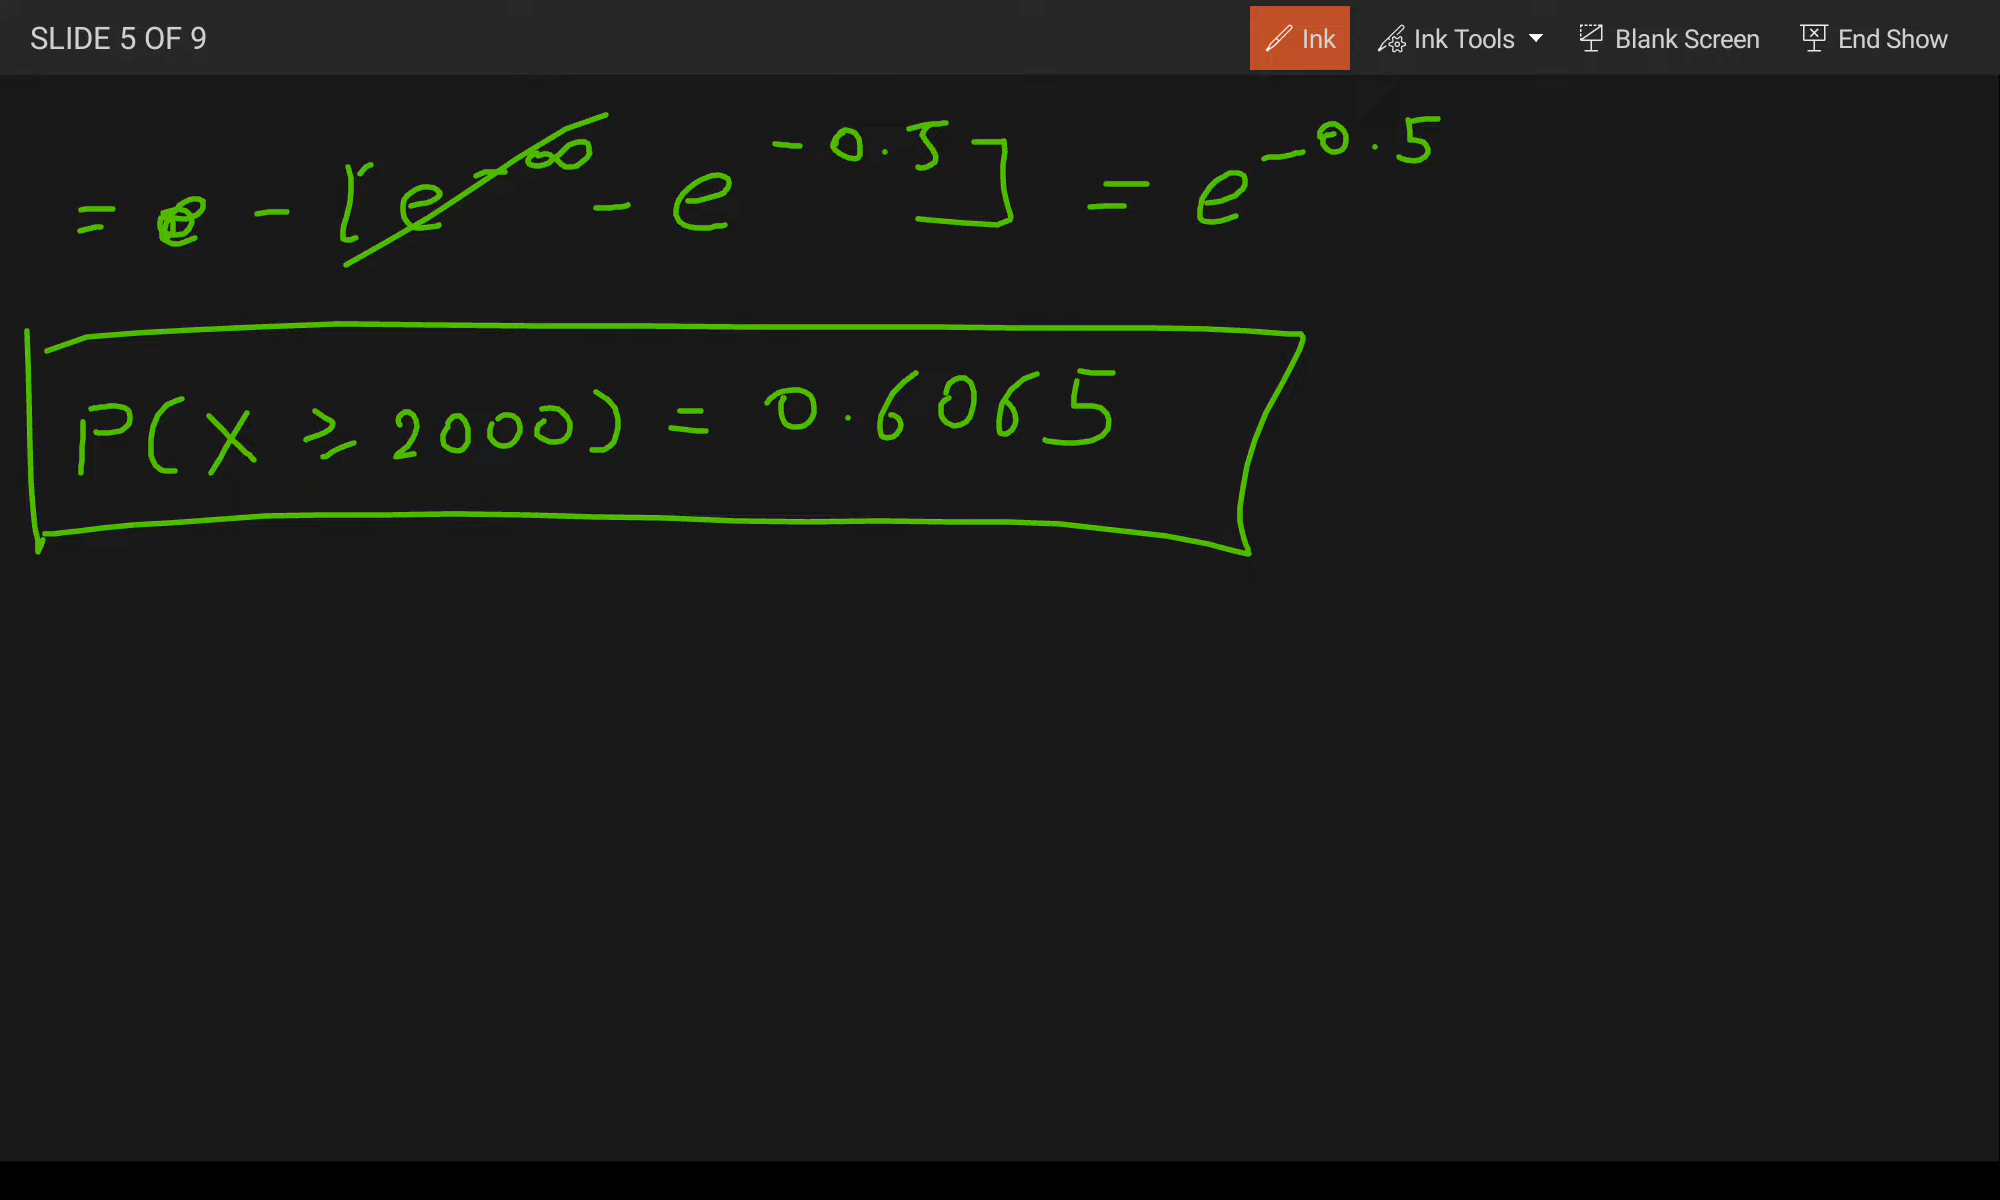 SLIDE 5 OF 9 Ink Ink Tools Blank Screen End Show
= - [e^-∞ - e^-0.5] = e^-0.5
P(X ≥ 2000) = 0.6065